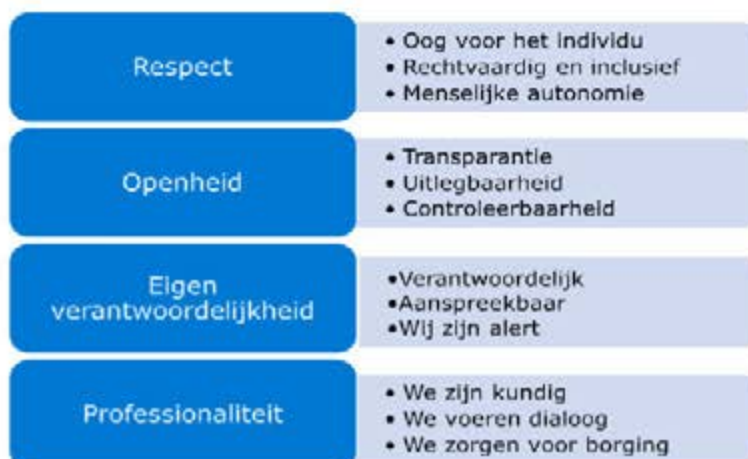 Respect
• Oog voor het individu
• Rechtvaardig en inclusief
• Menselijke autonomie
Openheid
• Transparantie
• Uitlegbaarheid
• Controleerbaarheid
Eigen
verantwoordelijkheid
•Verantwoordelijk
•Aanspreekbaar
•Wij zijn alert
Professionaliteit
• We zijn kundig
• We voeren dialoog
• We zorgen voor borging